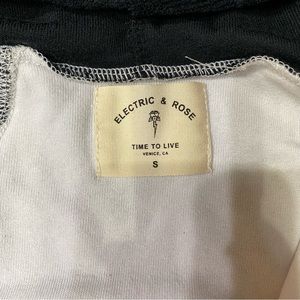 ELECTRIC & ROSE
TIME TO LIVE
VENICE, CA
S